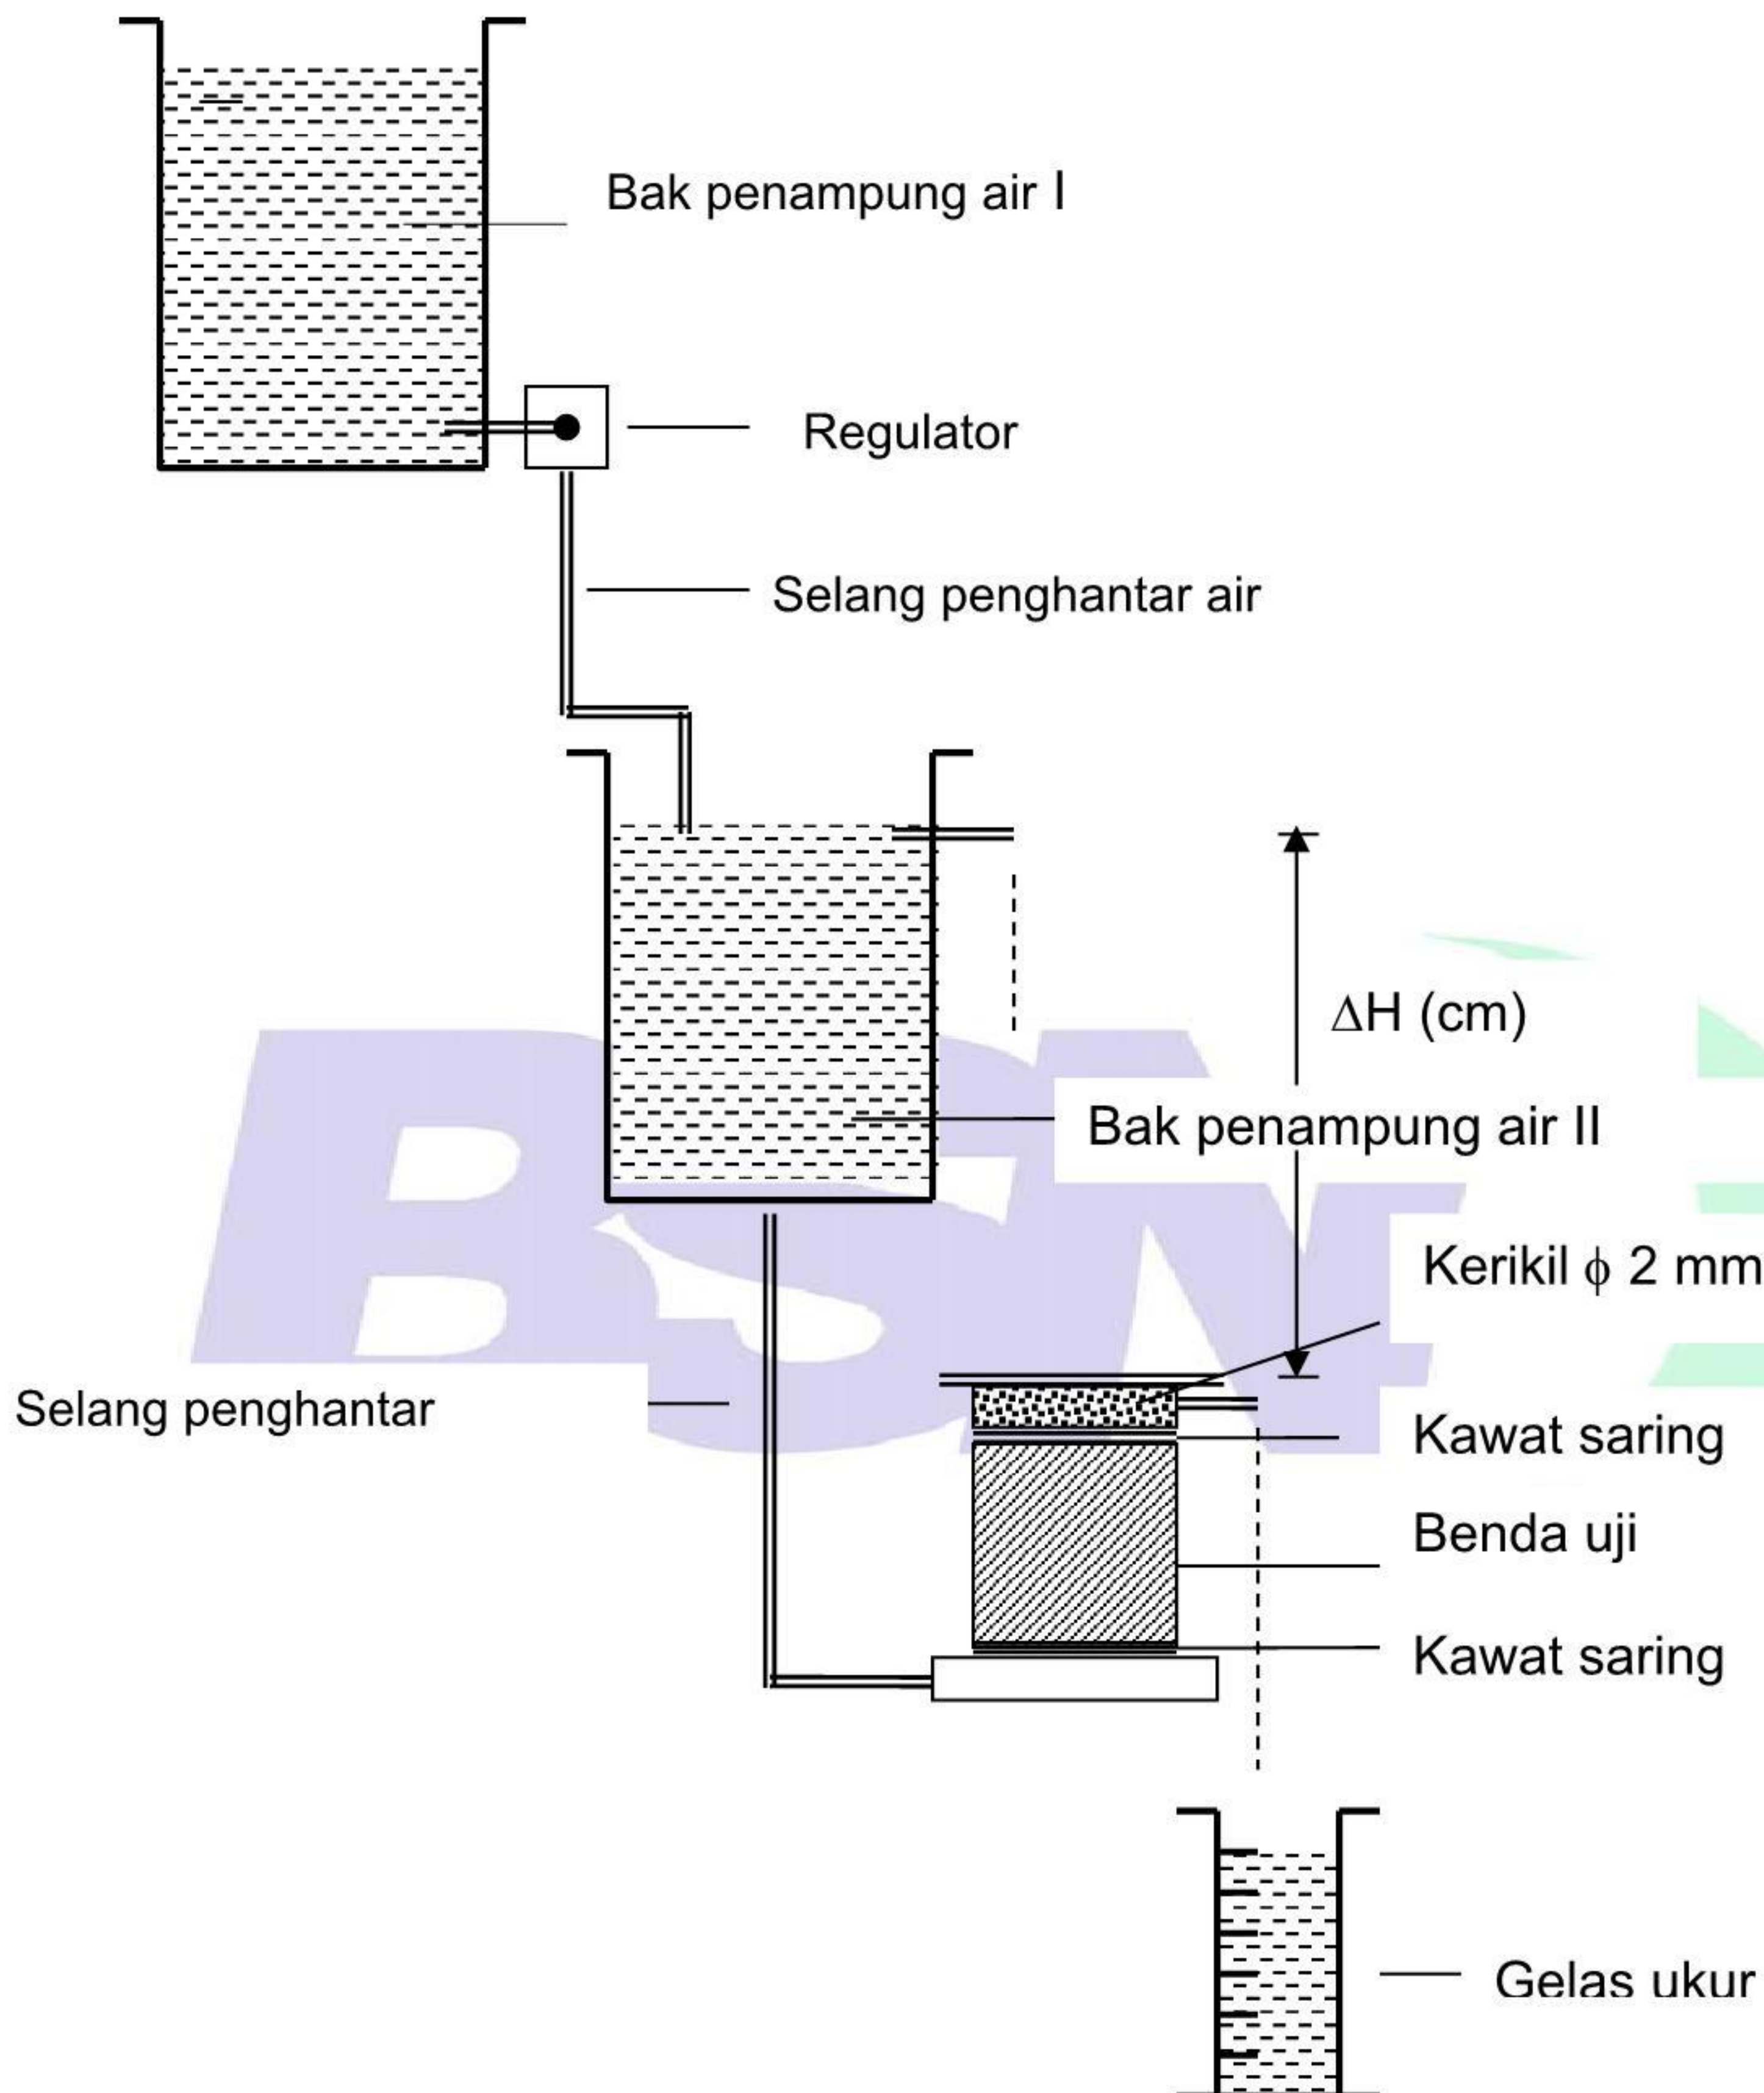 Bak penampung air I
Regulator
Selang penghantar air
ΔH (cm)
Bak penampung air II
Kerikil ϕ 2 mm
Selang penghantar
Kawat saring
Benda uji
Kawat saring
Gelas ukur
BSN